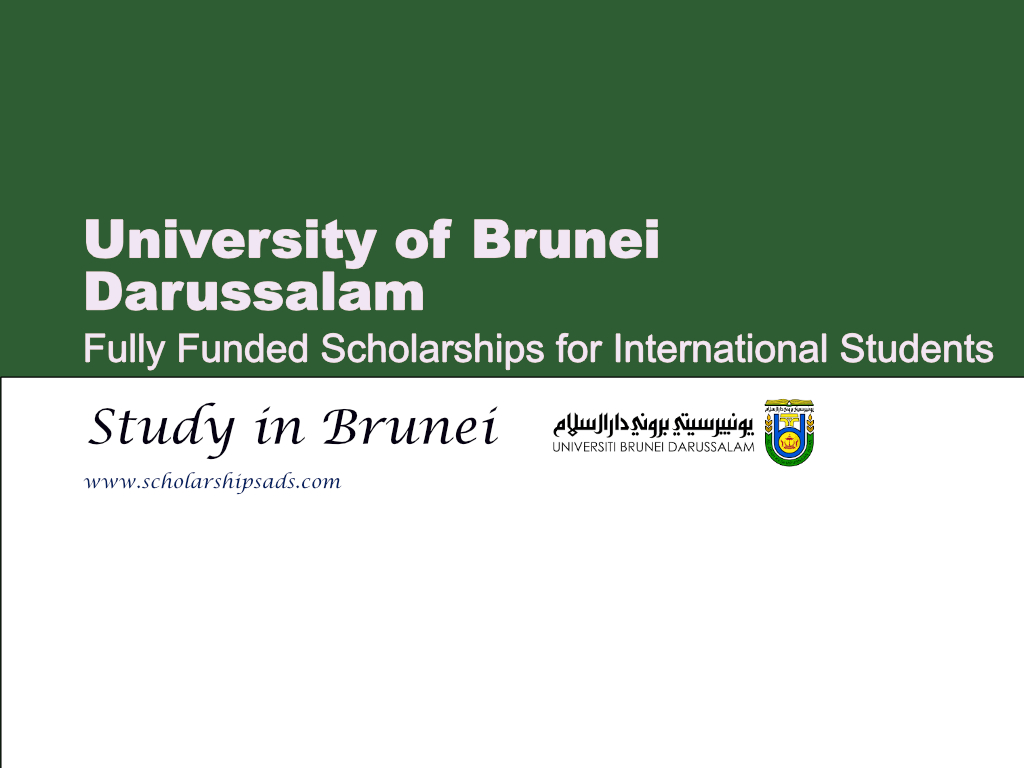 University of Brunei
Darussalam
Fully Funded Scholarships for International Students
Study in Brunei
يونيبرسيتي بروني دارالسلام
UNIVERSITI BRUNEI DARUSSALAM
www.scholarshipsads.com